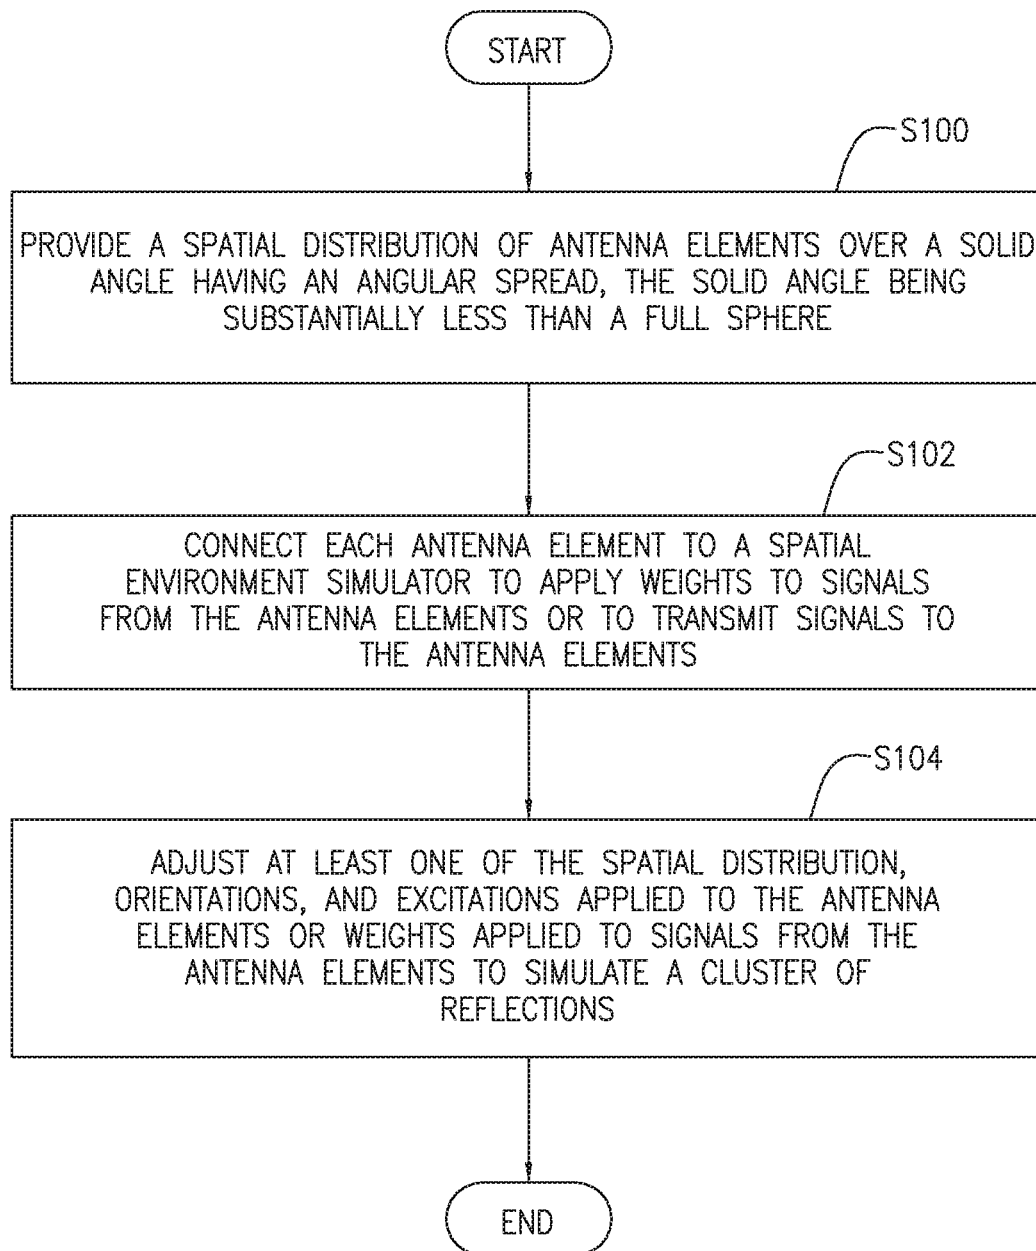 START
S100
PROVIDE A SPATIAL DISTRIBUTION OF ANTENNA ELEMENTS OVER A SOLID
ANGLE HAVING AN ANGULAR SPREAD, THE SOLID ANGLE BEING
SUBSTANTIALLY LESS THAN A FULL SPHERE
S102
CONNECT EACH ANTENNA ELEMENT TO A SPATIAL
ENVIRONMENT SIMULATOR TO APPLY WEIGHTS TO SIGNALS
FROM THE ANTENNA ELEMENTS OR TO TRANSMIT SIGNALS TO
THE ANTENNA ELEMENTS
S104
ADJUST AT LEAST ONE OF THE SPATIAL DISTRIBUTION,
ORIENTATIONS, AND EXCITATIONS APPLIED TO THE ANTENNA
ELEMENTS OR WEIGHTS APPLIED TO SIGNALS FROM THE
ANTENNA ELEMENTS TO SIMULATE A CLUSTER OF
REFLECTIONS
END